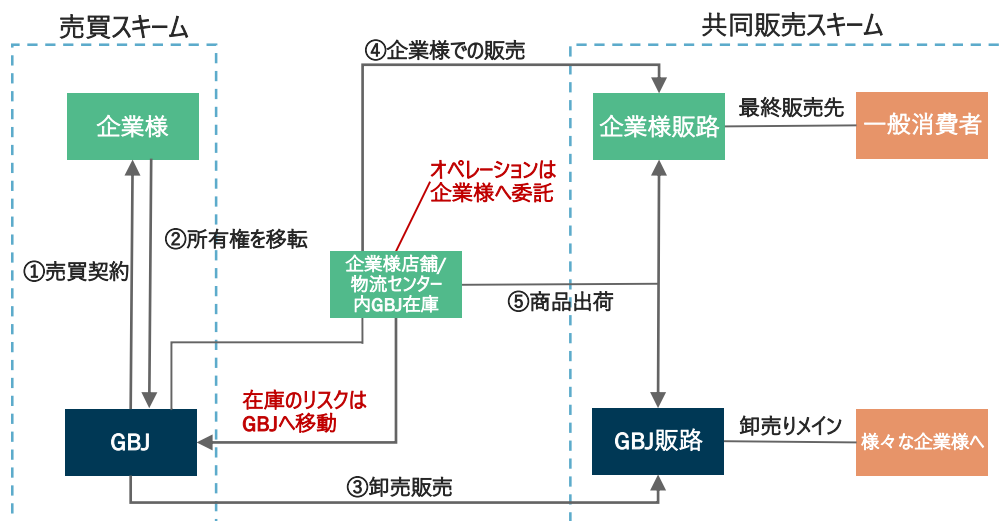 売買スキーム
共同販売スキーム
④企業様での販売
企業様
企業様販路
最終販売先
一般消費者
オペレーションは
企業様へ委託
②所有権を移転
①売買契約
企業様店舗/
物流センター
内GBJ在庫
⑤商品出荷
在庫のリスクは
GBJへ移動
GBJ
GBJ販路
卸売りメイン
様々な企業様へ
③卸売販売